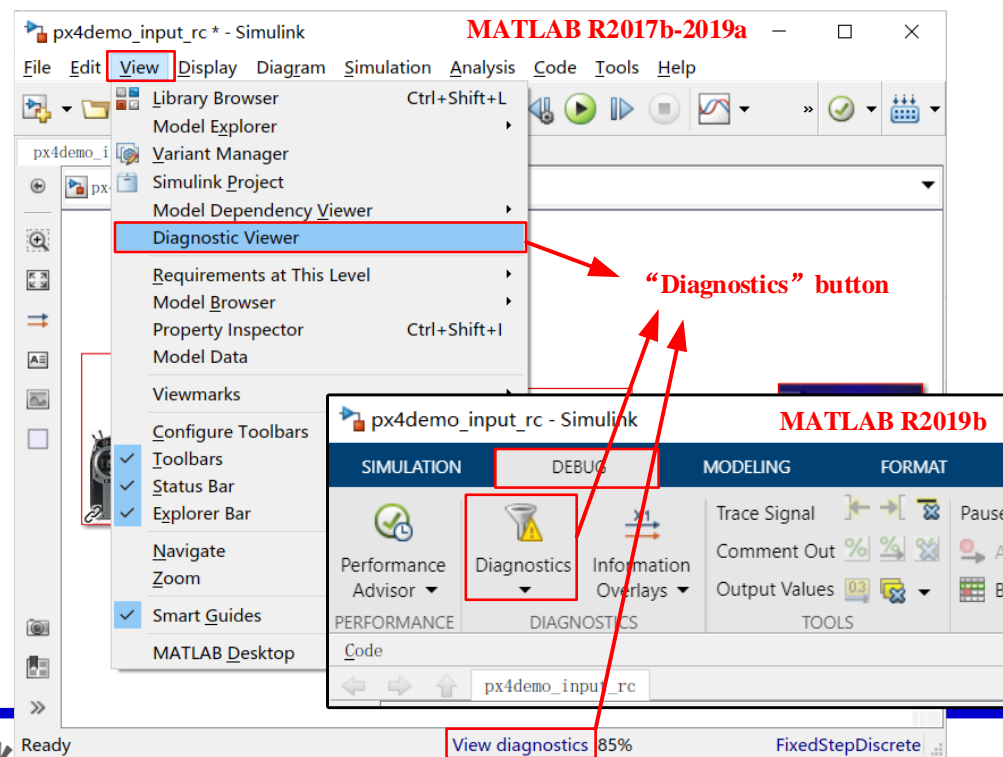 px4demo_input_rc * - Simulink
MATLAB R2017b-2019a
File Edit View Display Diagram Simulation Analysis Code Tools Help
Library Browser Ctrl+Shift+L
Model Explorer
px4demo_i
Variant Manager
Simulink Project
px
Model Dependency Viewer
Diagnostic Viewer
Requirements at This Level
Model Browser
Property Inspector Ctrl+Shift+I
Model Data
Viewmarks
Configure Toolbars
Toolbars
Status Bar
Explorer Bar
Navigate
Zoom
Smart Guides
MATLAB Desktop
“Diagnostics” button
px4demo_input_rc - Simulink
MATLAB R2019b
SIMULATION DEBUG MODELING FORMAT
Performance Advisor
Diagnostics
Information Overlays
Trace Signal
Comment Out
Output Values
Pause
PERFORMANCE DIAGNOSTICS TOOLS
Code
px4demo_input_rc
Ready View diagnostics 85% FixedStepDiscrete